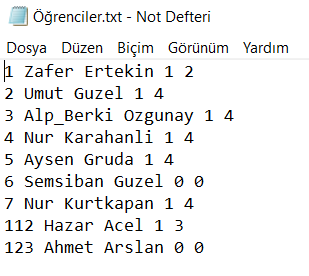 Öğrenciler.txt - Not Defteri
Dosya Düzen Biçim Görünüm Yardım
1 Zafer Ertekin 1 2
2 Umut Guzel 1 4
3 Alp_Berki Ozgunay 1 4
4 Nur Karahanli 1 4
5 Aysen Gruda 1 4
6 Semsiban Guzel 0 0
7 Nur Kurtkapan 1 4
112 Hazar Acel 1 3
123 Ahmet Arslan 0 0